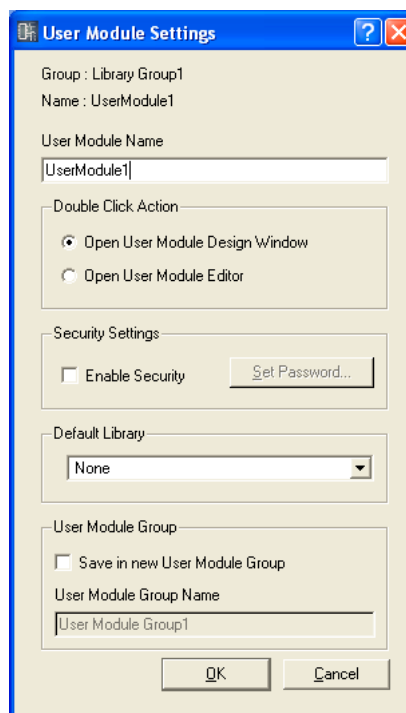 User Module Settings
Group : Library Group1
Name : UserModule1
User Module Name
UserModule1
Double Click Action
Open User Module Design Window
Open User Module Editor
Security Settings
Enable Security
Set Password...
Default Library
None
User Module Group
Save in new User Module Group
User Module Group Name
User Module Group1
OK
Cancel